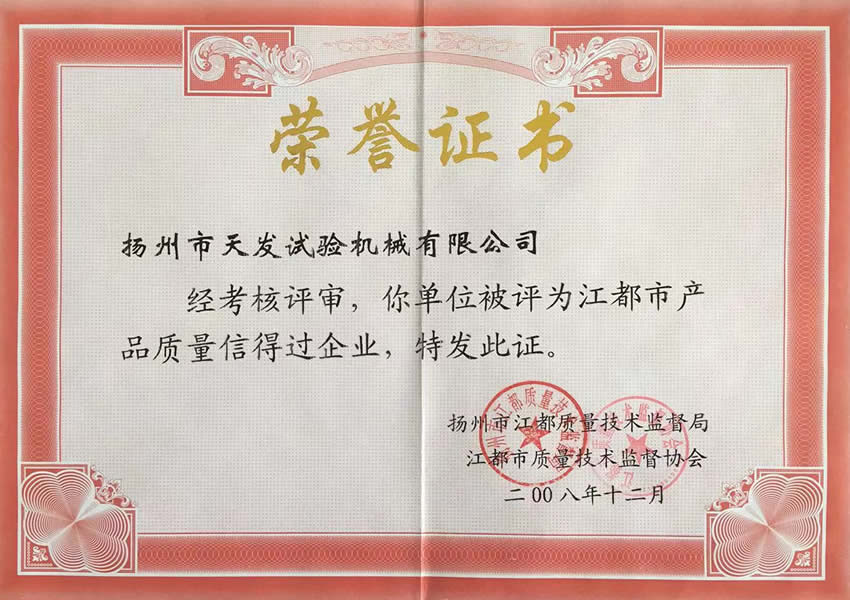 荣誉证书
扬州市天发试验机械有限公司
经考核评审，你单位被评为江都市产
品质量信得过企业，特发此证。
扬州市江都质量技术监督局
江都市质量技术监督协会
二00八年十二月